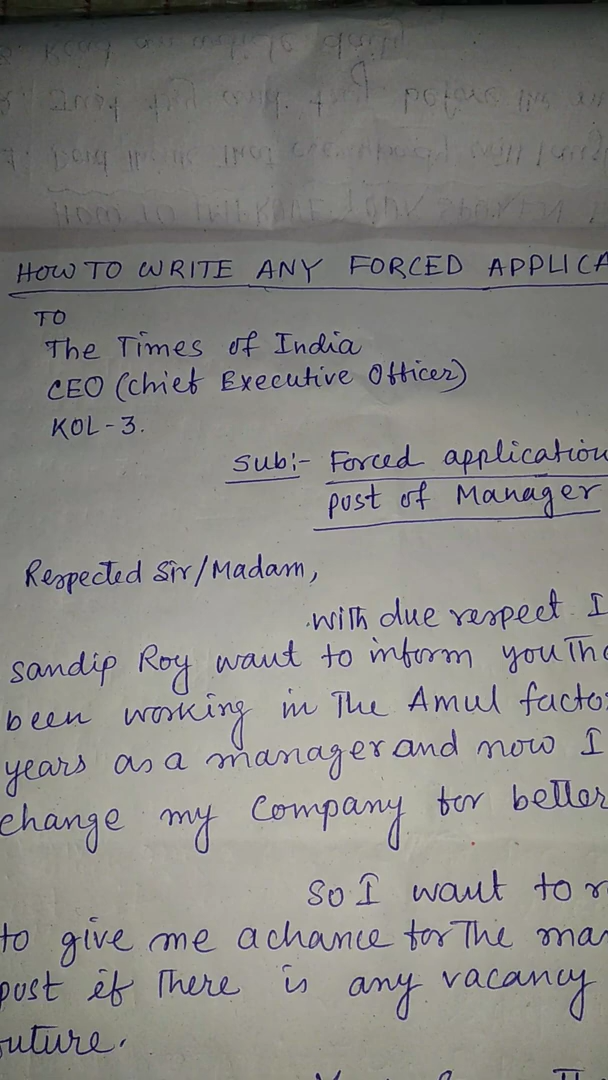 HOW TO WRITE ANY FORCED APPLICA
TO
The Times of India
CEO (Chief Executive Officer)
KOL-3.
Sub:- Forced application
post of Manager
Respected Sir/Madam,
with due respect I
Sandip Roy want to inform you Tha
been working in The Amul facto
years as a manager and now I
change my Company for better
So I want to r
to give me a chance for The man
post if There is any vacancy
future.